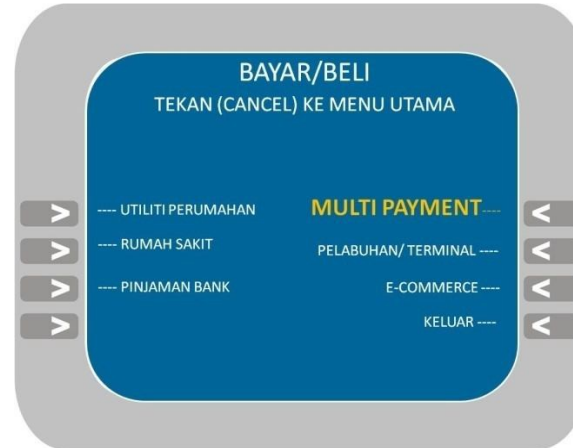 BAYAR/BELI
TEKAN (CANCEL) KE MENU UTAMA
> ---- UTILITI PERUMAHAN
MULTI PAYMENT---- <
> ---- RUMAH SAKIT
PELABUHAN/ TERMINAL ---- <
> ---- PINJAMAN BANK
E-COMMERCE ---- <
>
KELUAR ---- <